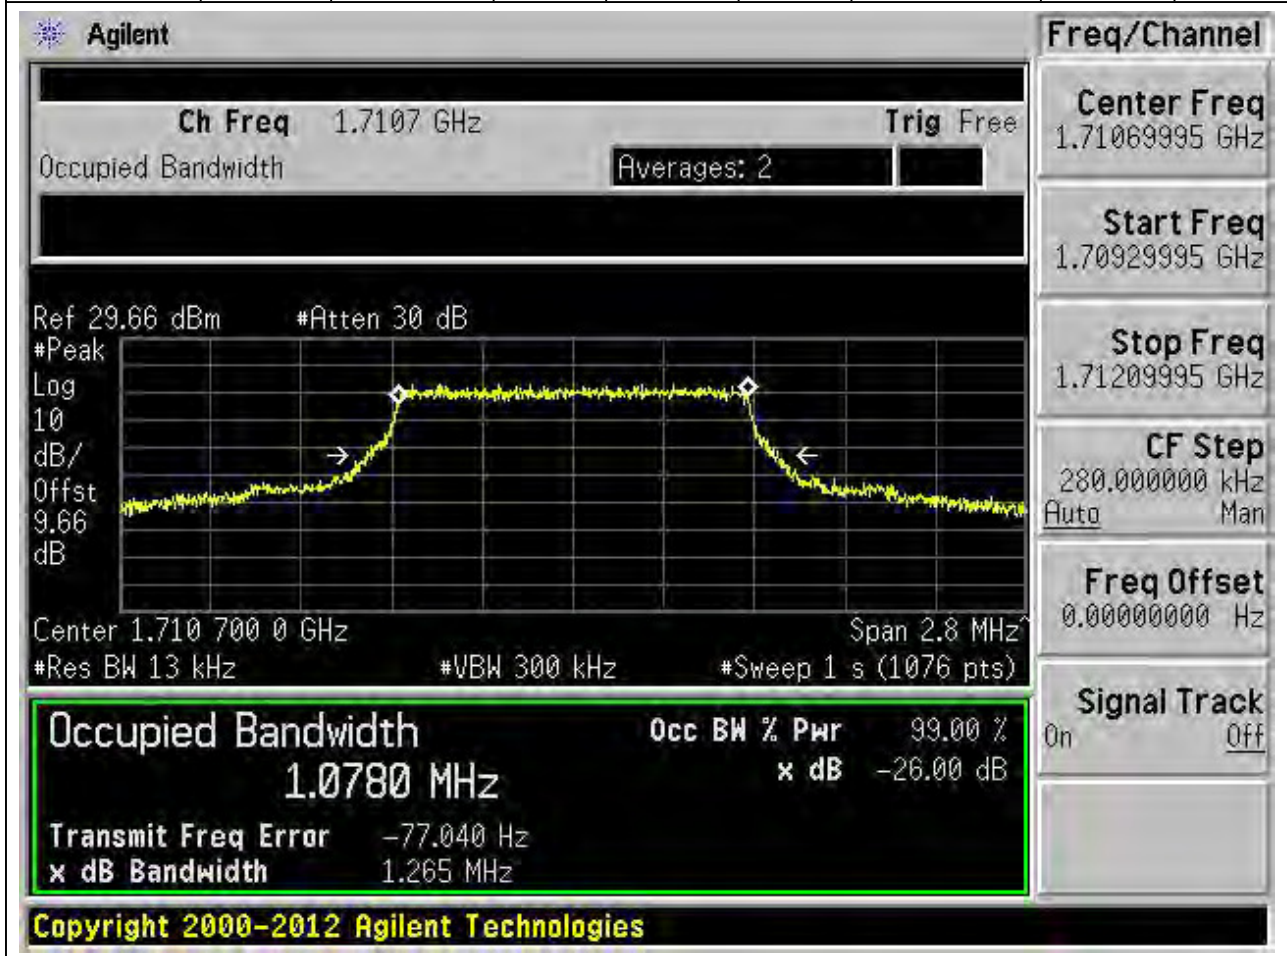 Agilent
Freq/Channel
Ch Freq 1.7107 GHz Trig Free
Occupied Bandwidth Averages: 2
Center Freq
1.71069995 GHz
Start Freq
1.70929995 GHz
Stop Freq
1.71209995 GHz
CF Step
280.000000 kHz
Auto Man
Freq Offset
0.00000000 Hz
Signal Track
On Off
Ref 29.66 dBm #Atten 30 dB
#Peak
Log
10
dB/
Offst
9.66
dB
Center 1.710 700 0 GHz Span 2.8 MHz^
#Res BW 13 kHz #VBW 300 kHz #Sweep 1 s (1076 pts)
Occupied Bandwidth Occ BW % Pwr 99.00 %
1.0780 MHz x dB -26.00 dB
Transmit Freq Error -77.040 Hz
x dB Bandwidth 1.265 MHz
Copyright 2000-2012 Agilent Technologies